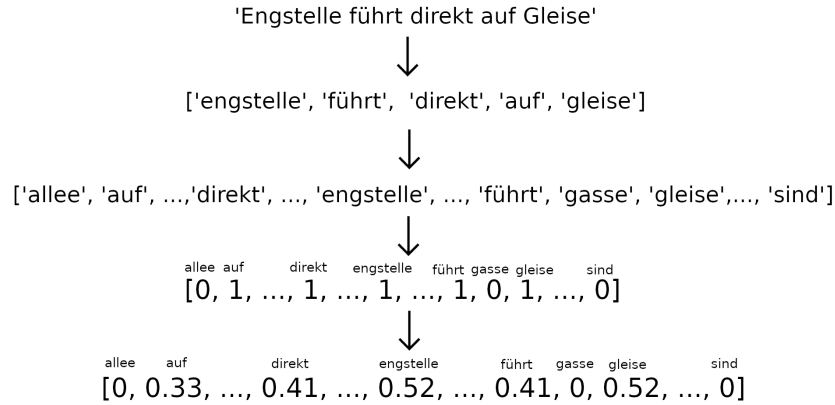 'Engstelle führt direkt auf Gleise'
['engstelle', 'führt',  'direkt', 'auf', 'gleise']
['allee', 'auf', ...,'direkt', ..., 'engstelle', ..., 'führt', 'gasse', 'gleise',..., 'sind']
allee auf direkt engstelle führt gasse gleise sind
[0, 1, ..., 1, ..., 1, ..., 1, 0, 1, ..., 0]
allee auf direkt engstelle führt gasse gleise sind
[0, 0.33, ..., 0.41, ..., 0.52, ..., 0.41, 0, 0.52, ..., 0]